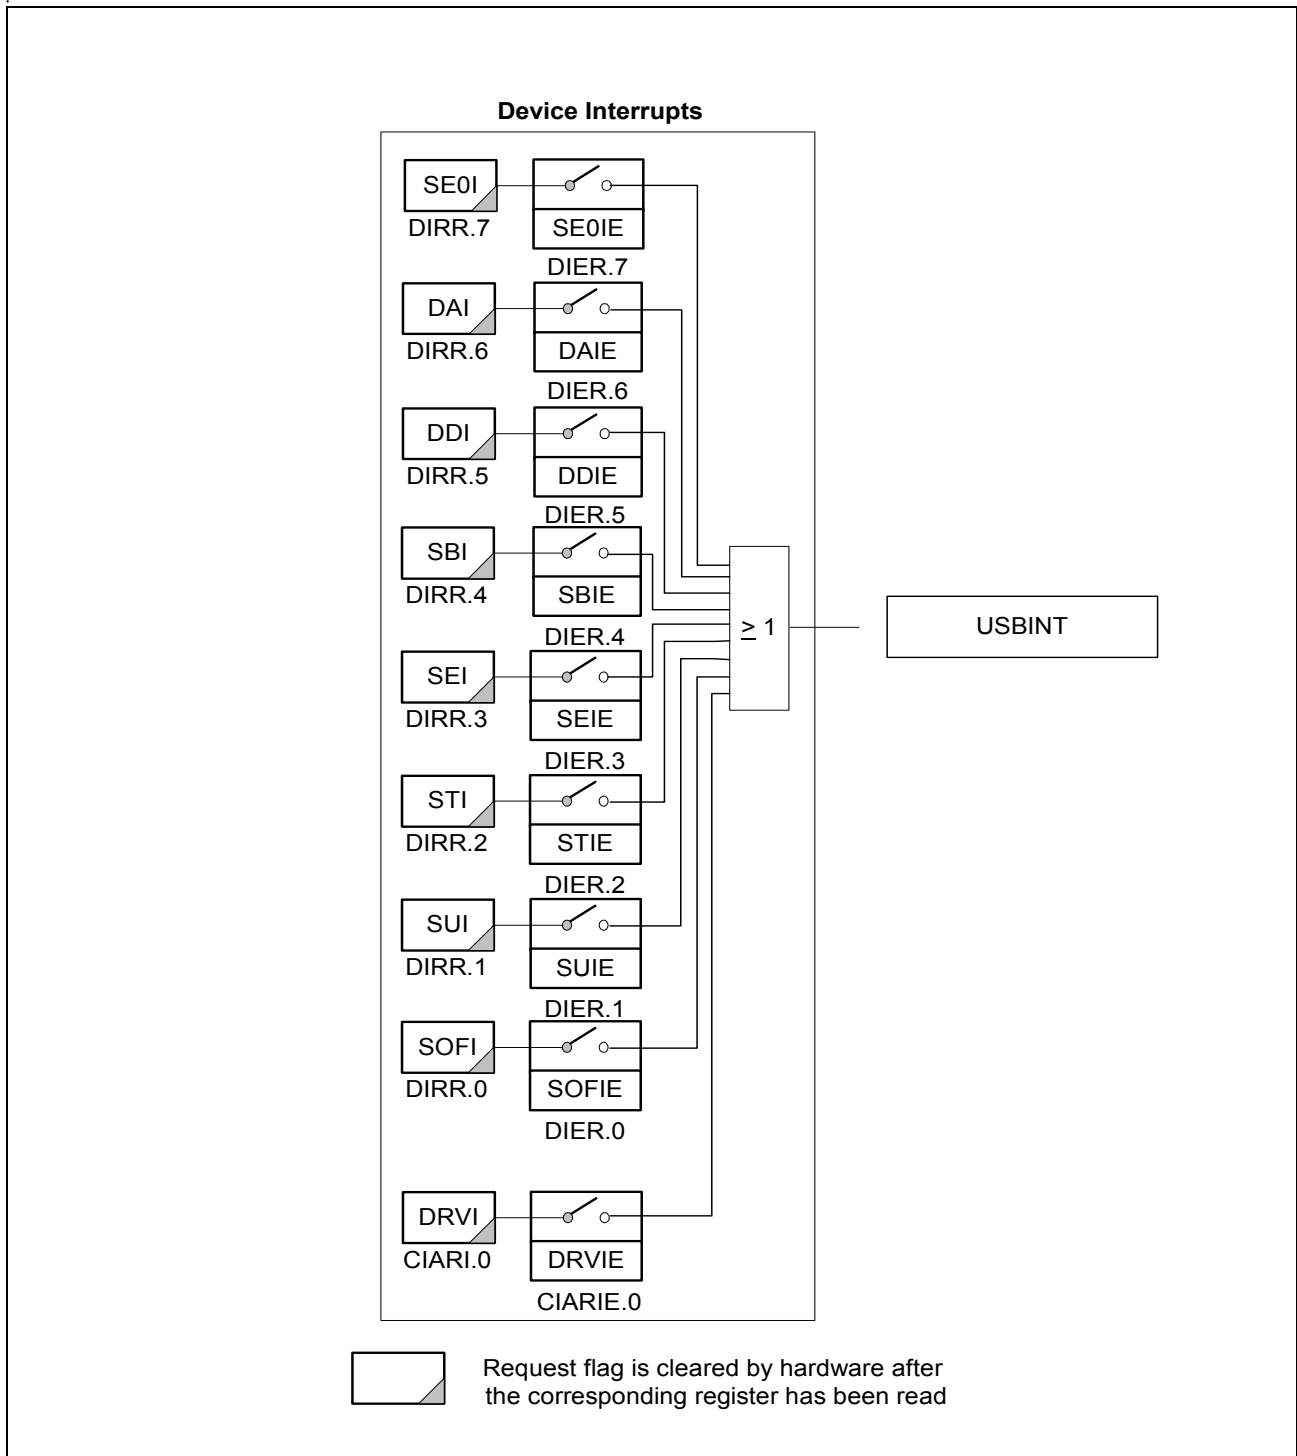 Device Interrupts
SE0I
DIRR.7
SE0IE
DIER.7
DAI
DIRR.6
DAIE
DIER.6
DDI
DIRR.5
DDIE
DIER.5
SBI
DIRR.4
SBIE
DIER.4
SEI
DIRR.3
SEIE
DIER.3
STI
DIRR.2
STIE
DIER.2
SUI
DIRR.1
SUIE
DIER.1
SOFI
DIRR.0
SOFIE
DIER.0
DRVI
CIARI.0
DRVIE
CIARIE.0
≥ 1
USBINT
Request flag is cleared by hardware after
the corresponding register has been read